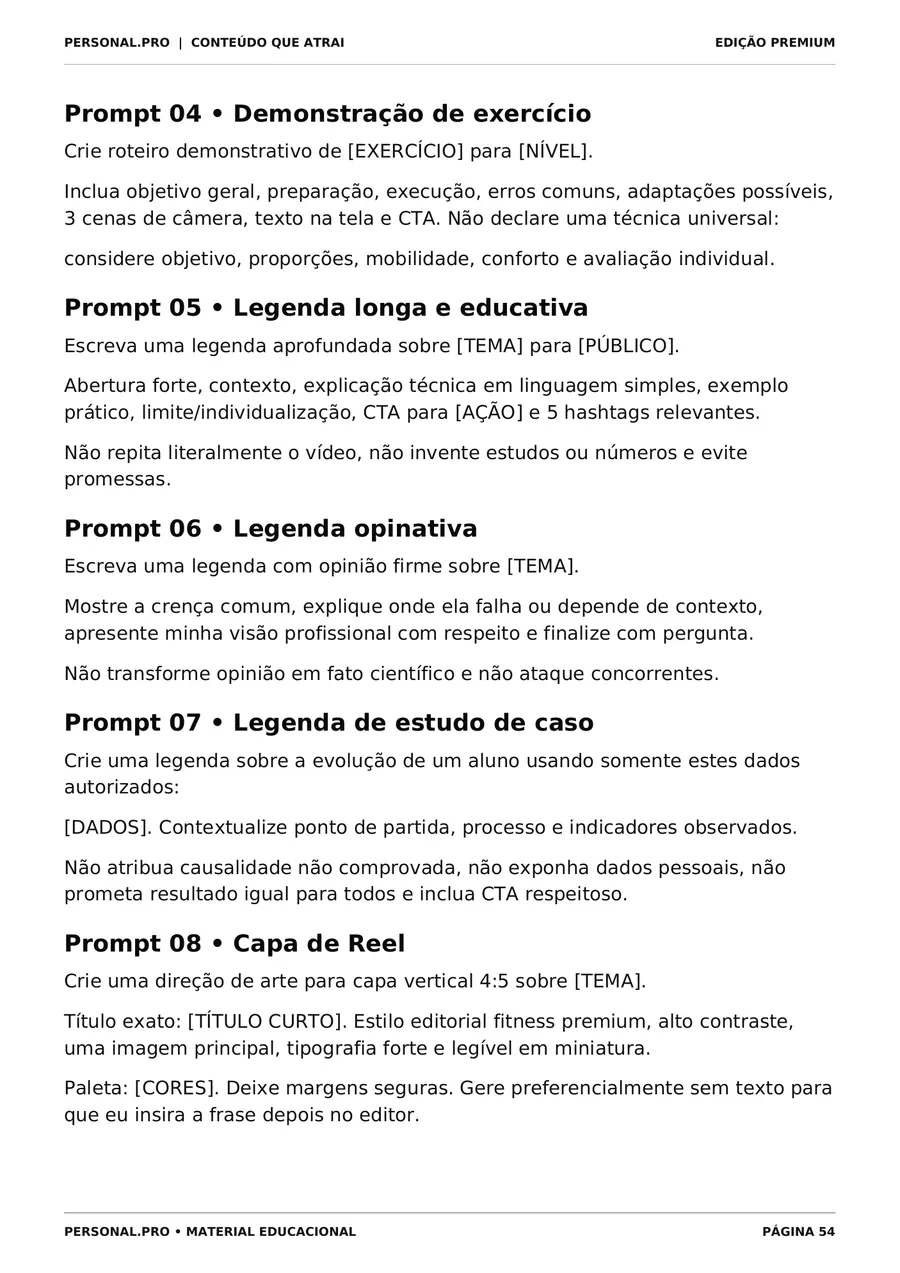 PERSONAL.PRO | CONTEÚDO QUE ATRAI
EDIÇÃO PREMIUM
Prompt 04 • Demonstração de exercício
Crie roteiro demonstrativo de [EXERCÍCIO] para [NÍVEL].
Inclua objetivo geral, preparação, execução, erros comuns, adaptações possíveis,
3 cenas de câmera, texto na tela e CTA. Não declare uma técnica universal:
considere objetivo, proporções, mobilidade, conforto e avaliação individual.
Prompt 05 • Legenda longa e educativa
Escreva uma legenda aprofundada sobre [TEMA] para [PÚBLICO].
Abertura forte, contexto, explicação técnica em linguagem simples, exemplo
prático, limite/individualização, CTA para [AÇÃO] e 5 hashtags relevantes.
Não repita literalmente o vídeo, não invente estudos ou números e evite
promessas.
Prompt 06 • Legenda opinativa
Escreva uma legenda com opinião firme sobre [TEMA].
Mostre a crença comum, explique onde ela falha ou depende de contexto,
apresente minha visão profissional com respeito e finalize com pergunta.
Não transforme opinião em fato científico e não ataque concorrentes.
Prompt 07 • Legenda de estudo de caso
Crie uma legenda sobre a evolução de um aluno usando somente estes dados
autorizados:
[DADOS]. Contextualize ponto de partida, processo e indicadores observados.
Não atribua causalidade não comprovada, não exponha dados pessoais, não
prometa resultado igual para todos e inclua CTA respeitoso.
Prompt 08 • Capa de Reel
Crie uma direção de arte para capa vertical 4:5 sobre [TEMA].
Título exato: [TÍTULO CURTO]. Estilo editorial fitness premium, alto contraste,
uma imagem principal, tipografia forte e legível em miniatura.
Paleta: [CORES]. Deixe margens seguras. Gere preferencialmente sem texto para
que eu insira a frase depois no editor.
PERSONAL.PRO • MATERIAL EDUCACIONAL
PÁGINA 54